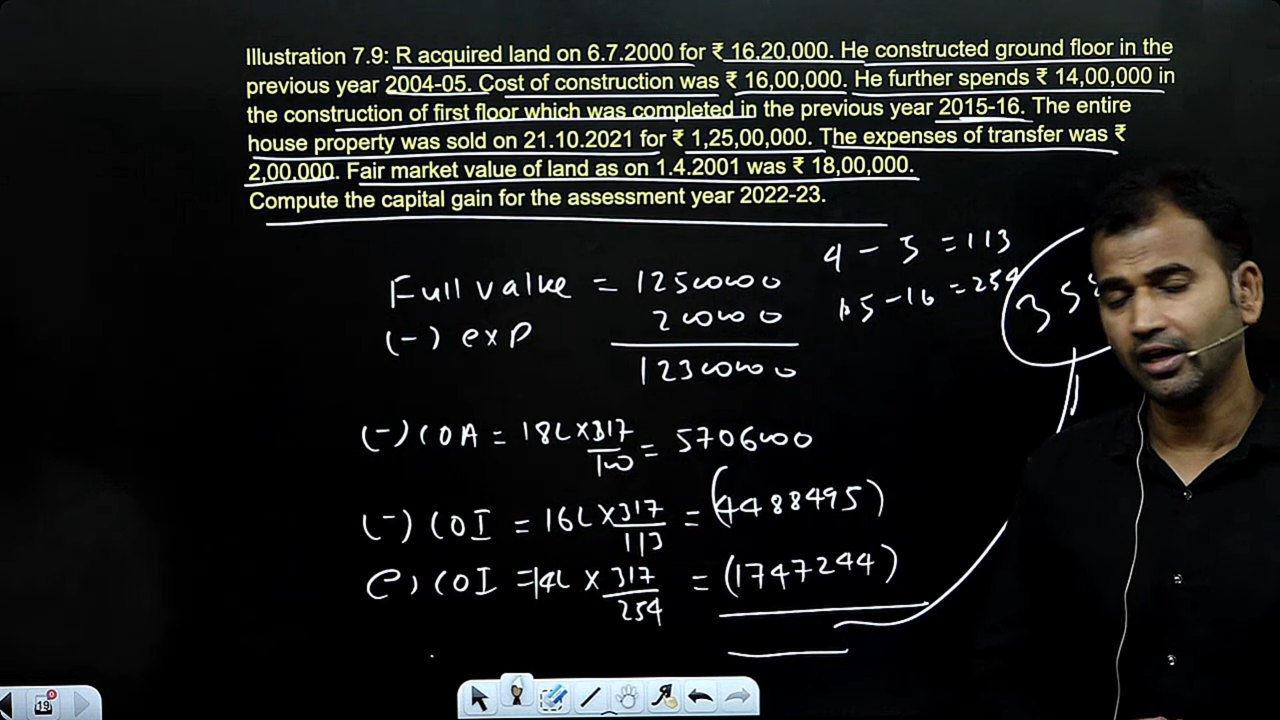 Illustration 7.9: R acquired land on 6.7.2000 for ₹ 16,20,000. He constructed ground floor in the
previous year 2004-05. Cost of construction was ₹ 16,00,000. He further spends ₹ 14,00,000 in
the construction of first floor which was completed in the previous year 2015-16. The entire
house property was sold on 21.10.2021 for ₹ 1,25,00,000. The expenses of transfer was ₹
2,00,000. Fair market value of land as on 1.4.2001 was ₹ 18,00,000.
Compute the capital gain for the assessment year 2022-23.
4 - 5 = 113
15-16 = 254
35
Full value = 12500000
(-) exp 200000
12300000
(-) COA = 18L × 317/100 = 5706000
(-) COI = 16L × 317/113 = (4488495)
(-) COI = 14L × 317/254 = (1747244)
19
0